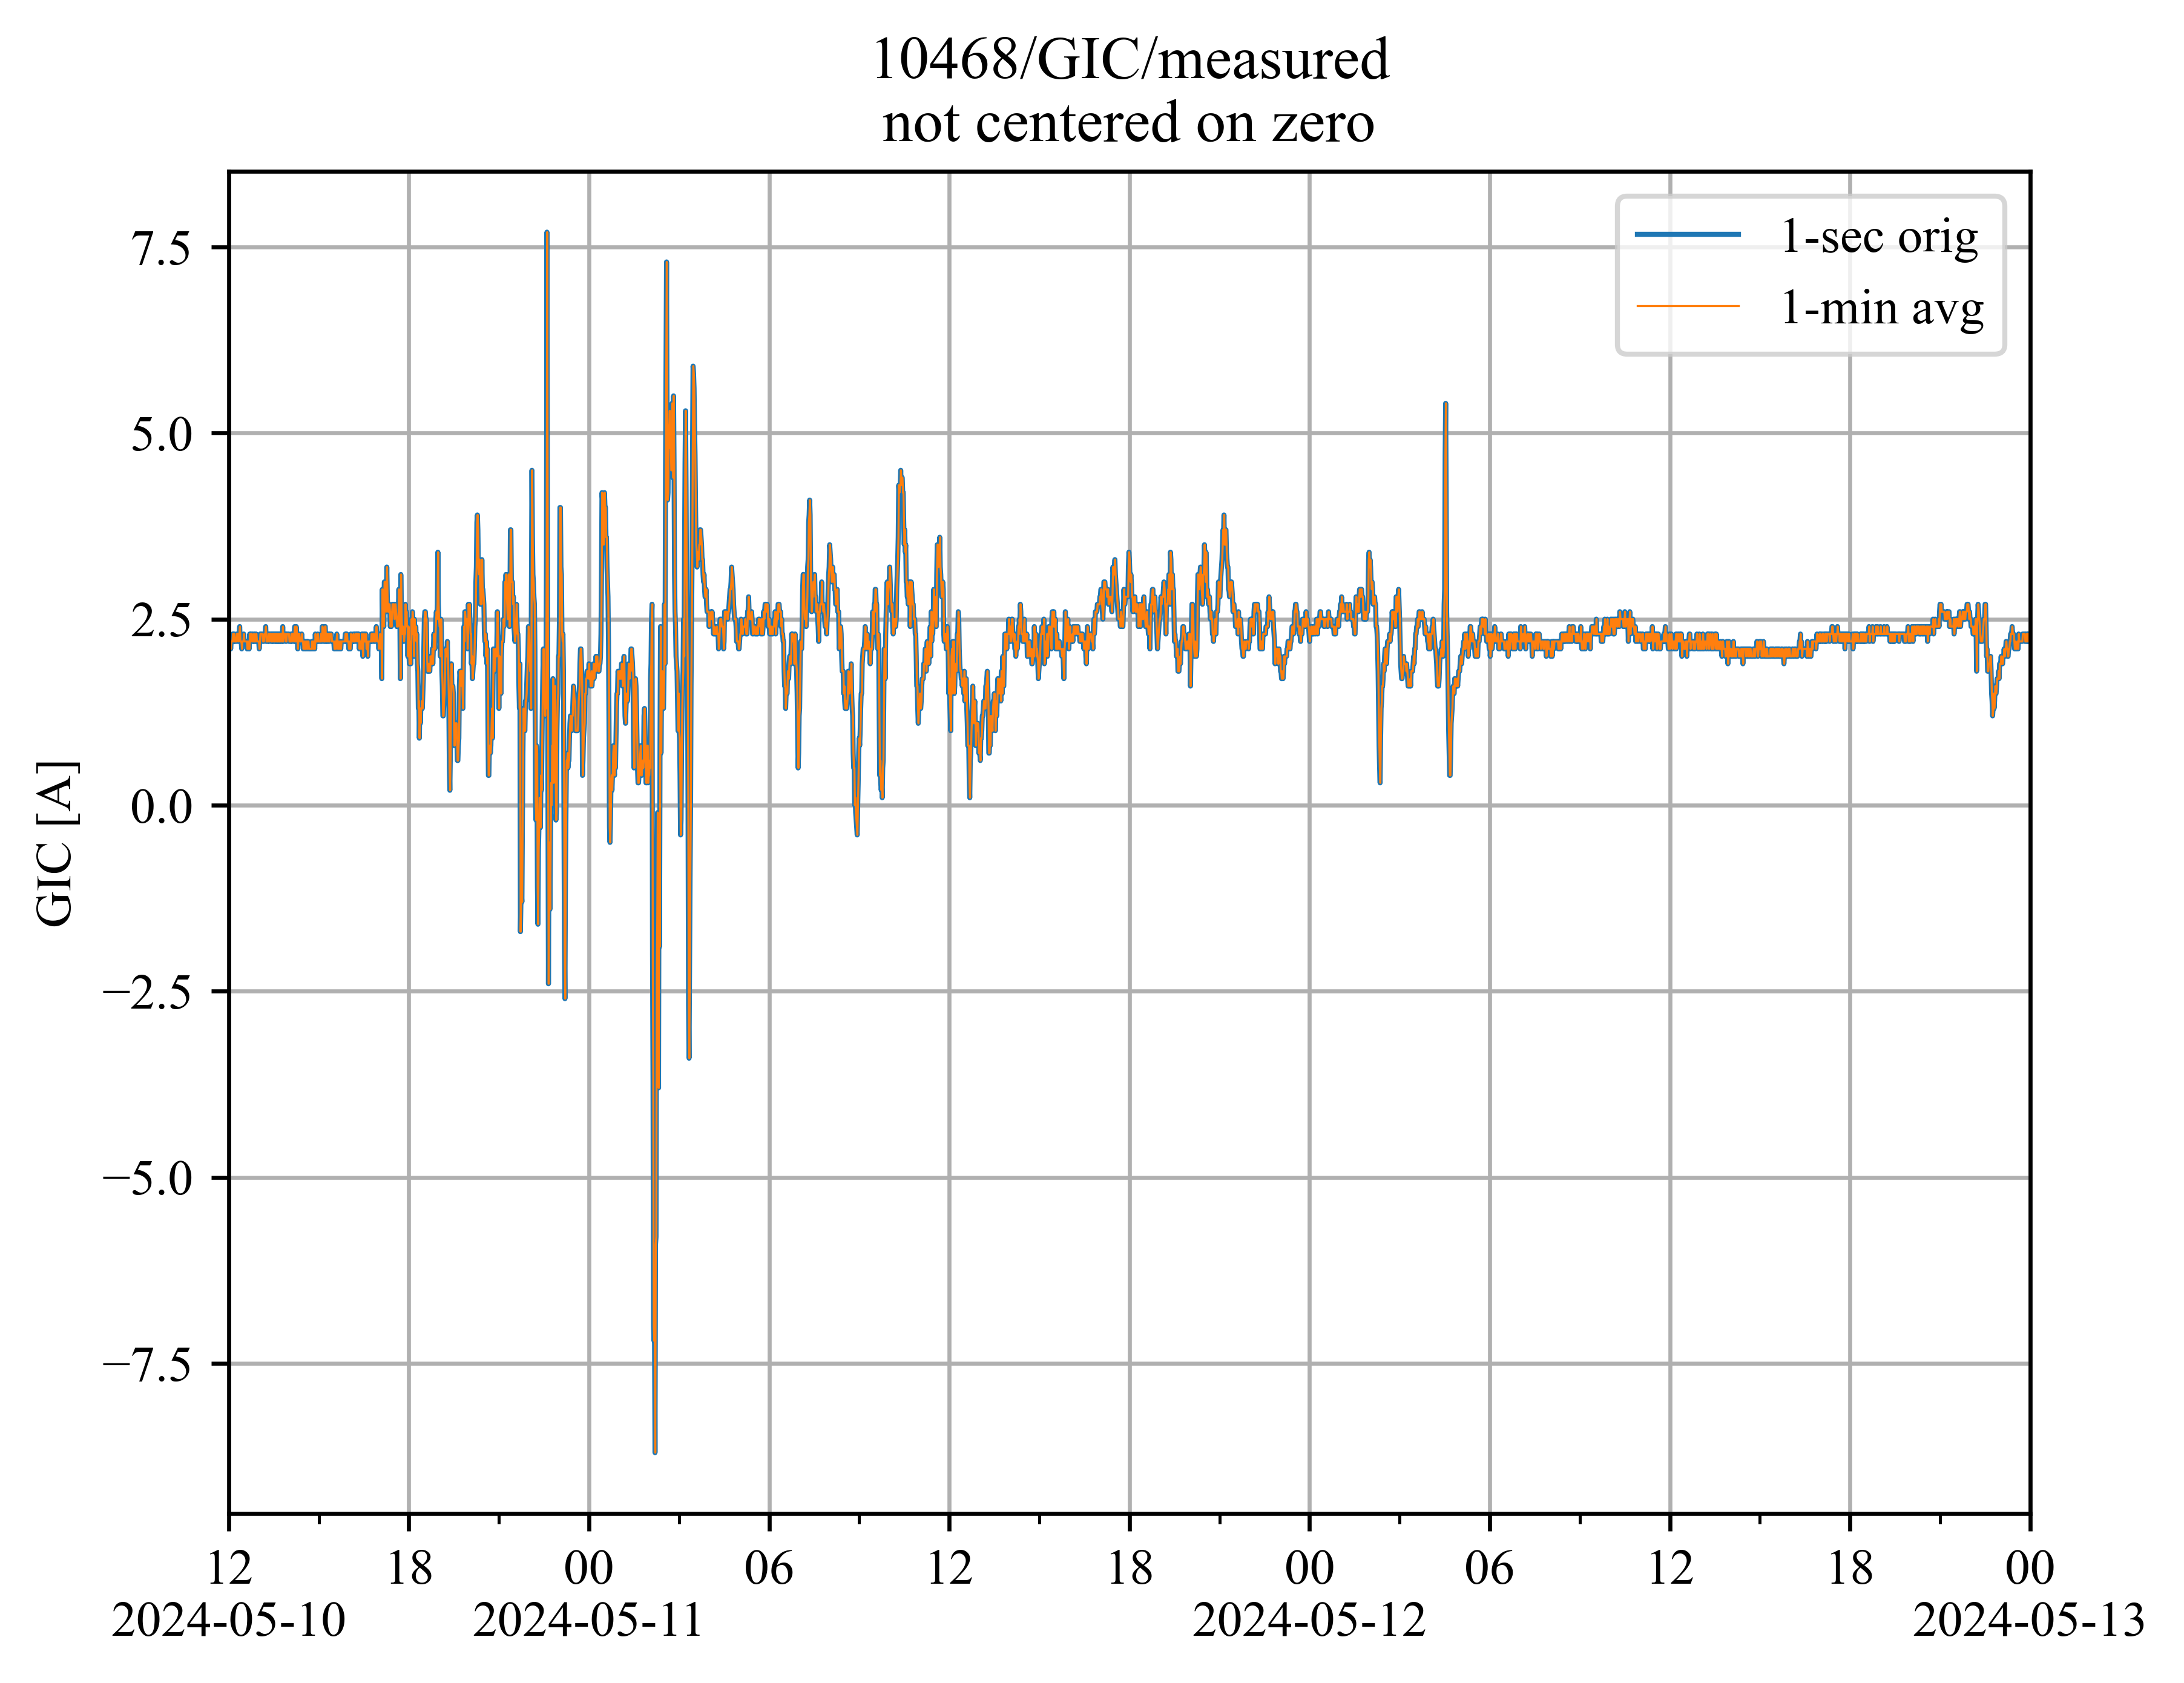 10468/GIC/measured
not centered on zero
1-sec orig
1-min avg
7.5
5.0
2.5
0.0
−2.5
−5.0
−7.5
GIC [A]
12 18 00 06 12 18 00 06 12 18 00
2024-05-10 2024-05-11 2024-05-12 2024-05-13